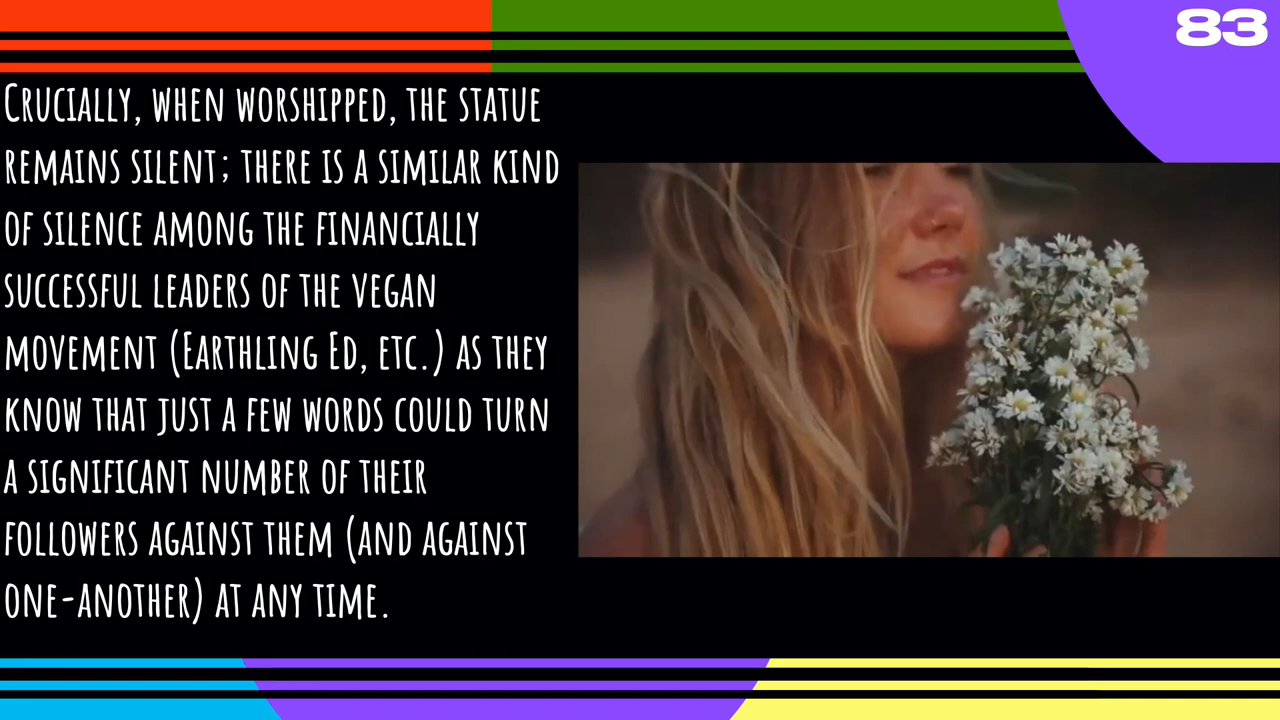 83
Crucially, when worshipped, the statue
remains silent; there is a similar kind
of silence among the financially
successful leaders of the vegan
movement (Earthling Ed, etc.) as they
know that just a few words could turn
a significant number of their
followers against them (and against
one-another) at any time.